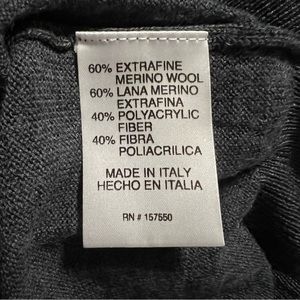 60% EXTRAFINE
MERINO WOOL
60% LANA MERINO
EXTRAFINA
40% POLYACRYLIC
FIBER
40% FIBRA
POLIACRILICA
MADE IN ITALY
HECHO EN ITALIA
RN # 157550